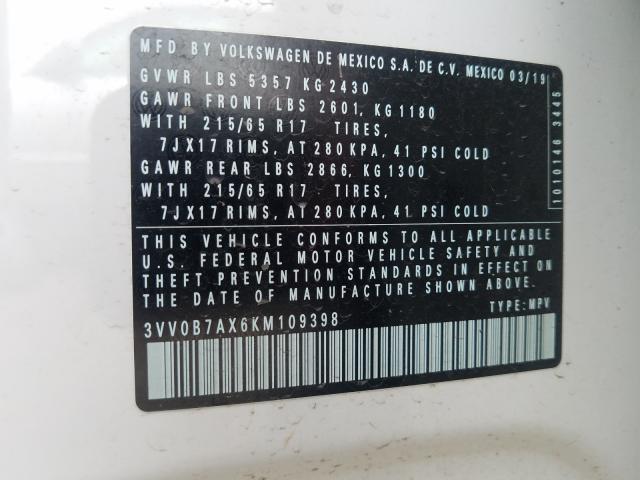 MFD BY VOLKSWAGEN DE MEXICO S.A. DE C.V. MEXICO 03/19
GVWR LBS 5357 KG 2430
GAWR FRONT LBS 2601, KG 1180
WITH 215/65 R17 TIRES,
7JX17 RIMS, AT 280 KPA, 41 PSI COLD
GAWR REAR LBS 2866, KG 1300
WITH 215/65 R17 TIRES,
7JX17 RIMS, AT 280 KPA, 41 PSI COLD
1010146 3445
THIS VEHICLE CONFORMS TO ALL APPLICABLE
U.S. FEDERAL MOTOR VEHICLE SAFETY AND
THEFT PREVENTION STANDARDS IN EFFECT ON
THE DATE OF MANUFACTURE SHOWN ABOVE.
3VV0B7AX6KM109398
TYPE: MPV